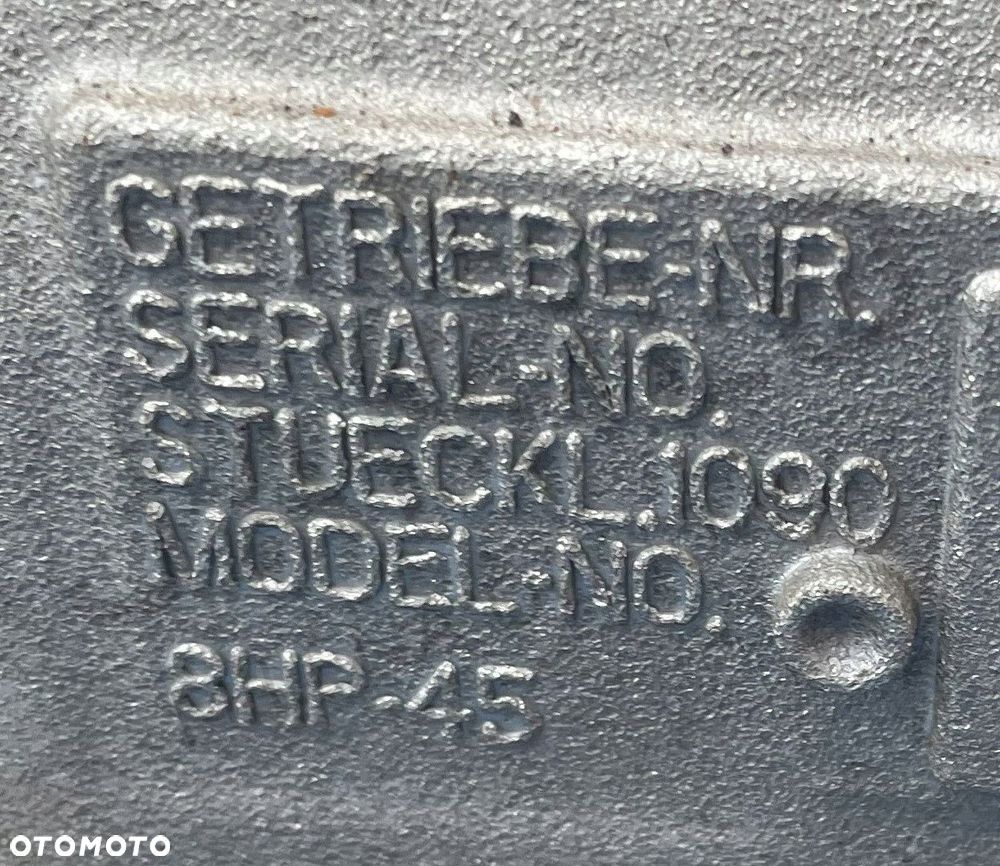 GETRIEBE-NR.
SERIAL-NO.
STUECKL.1090
MODEL-NO.
8HP-45
OTOMOTO